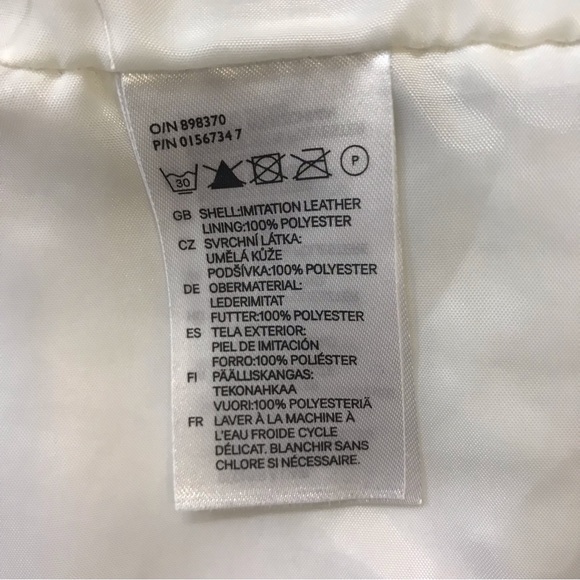 O/N 898370
P/N 01567347
30
P
GB SHELL:IMITATION LEATHER
LINING:100% POLYESTER
CZ SVRCHNÍ LÁTKA:
UMĚLÁ KŮŽE
PODŠÍVKA:100% POLYESTER
DE OBERMATERIAL:
LEDERIMITAT
FUTTER:100% POLYESTER
ES TELA EXTERIOR:
PIEL DE IMITACIÓN
FORRO:100% POLIÉSTER
FI PÄÄLLISKANGAS:
TEKONAHKAA
VUORI:100% POLYESTERIÄ
FR LAVER À LA MACHINE À
L'EAU FROIDE CYCLE
DÉLICAT. BLANCHIR SANS
CHLORE SI NÉCESSAIRE.